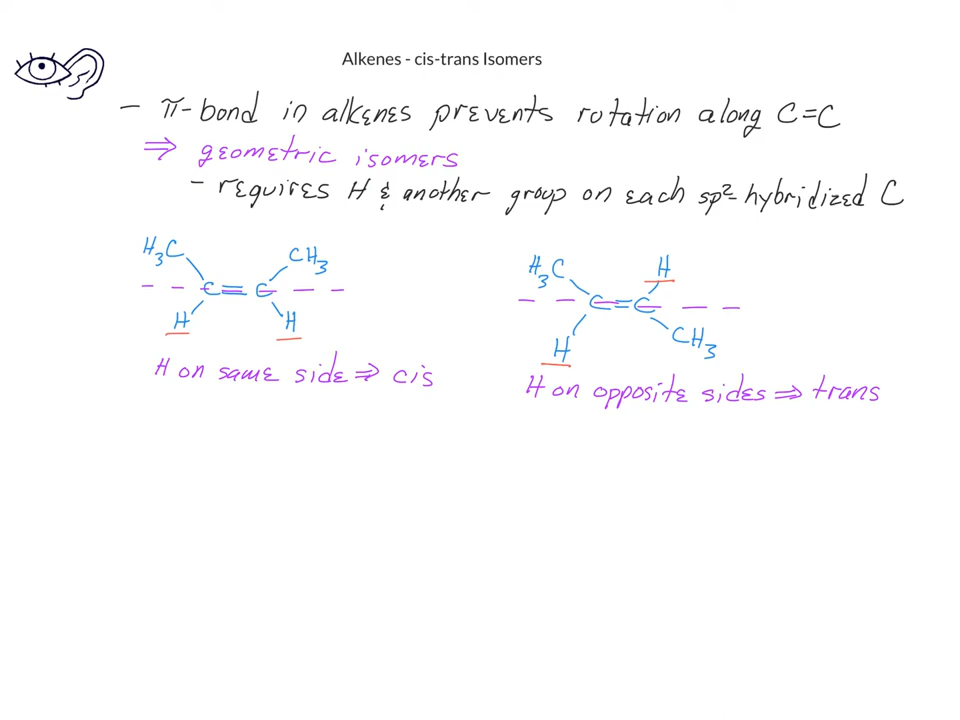 Alkenes - cis-trans Isomers
- π-bond in alkenes prevents rotation along C=C
⇒ geometric isomers
- requires H & another group on each sp²-hybridized C
H₃C CH₃
C=C
H H
H on same side ⇒ cis
H₃C H
C=C
H CH₃
H on opposite sides ⇒ trans